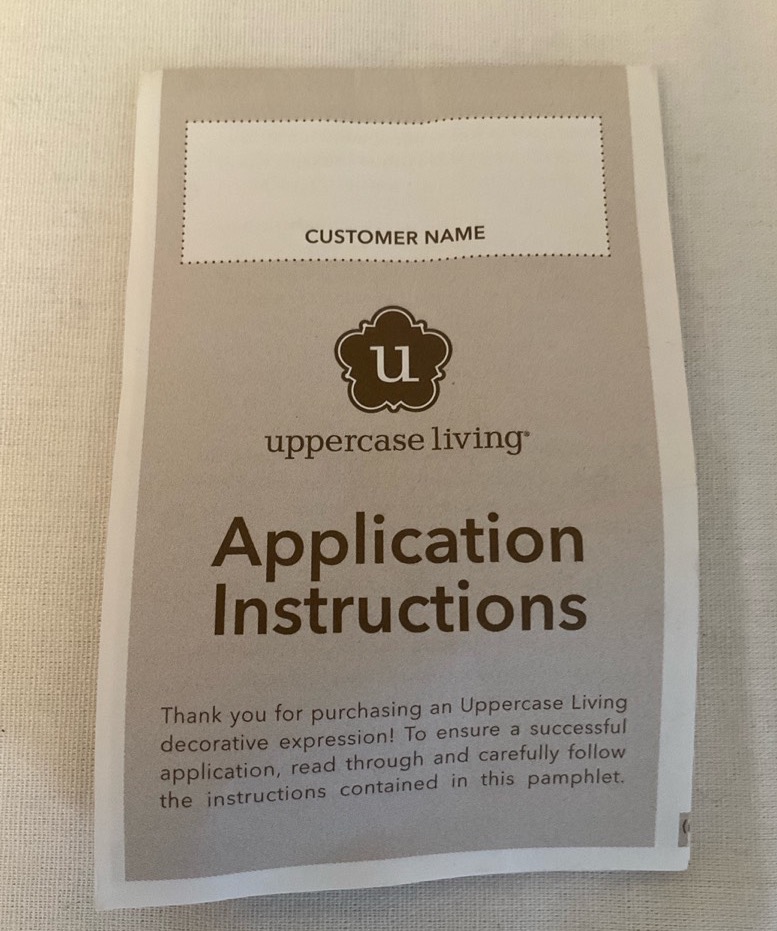 CUSTOMER NAME
u
uppercase living®
Application
Instructions
Thank you for purchasing an Uppercase Living
decorative expression! To ensure a successful
application, read through and carefully follow
the instructions contained in this pamphlet.